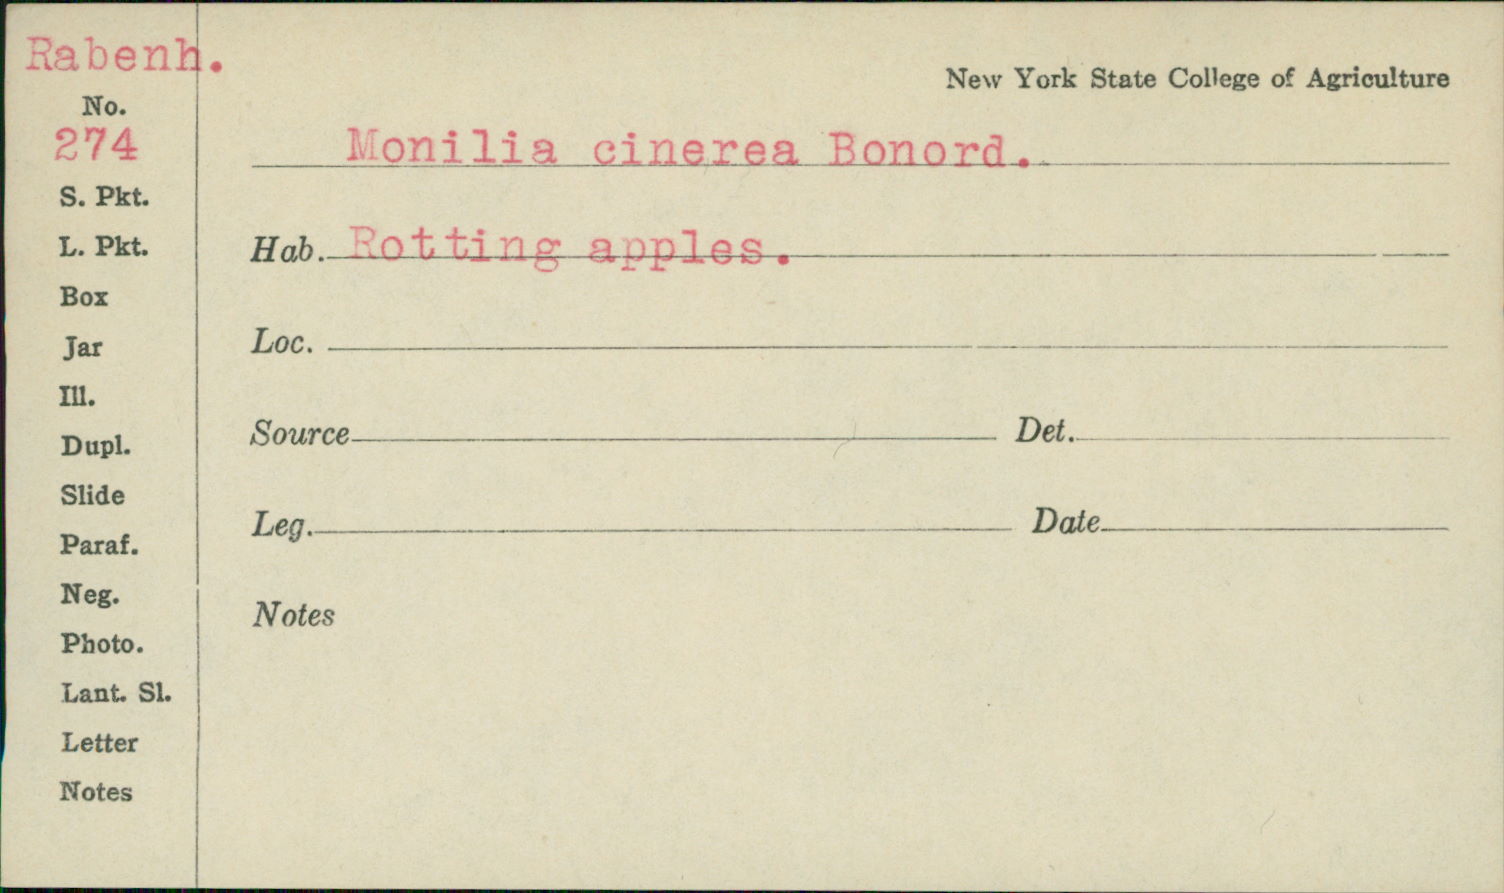 Rabenh.
New York State College of Agriculture
No.
274
Monilia cinerea Bonord.
S. Pkt.
L. Pkt.
Hab. Rotting apples.
Box
Jar
Loc.
Ill.
Dupl.
Source Det.
Slide
Paraf.
Leg. Date
Neg.
Notes
Photo.
Lant. Sl.
Letter
Notes